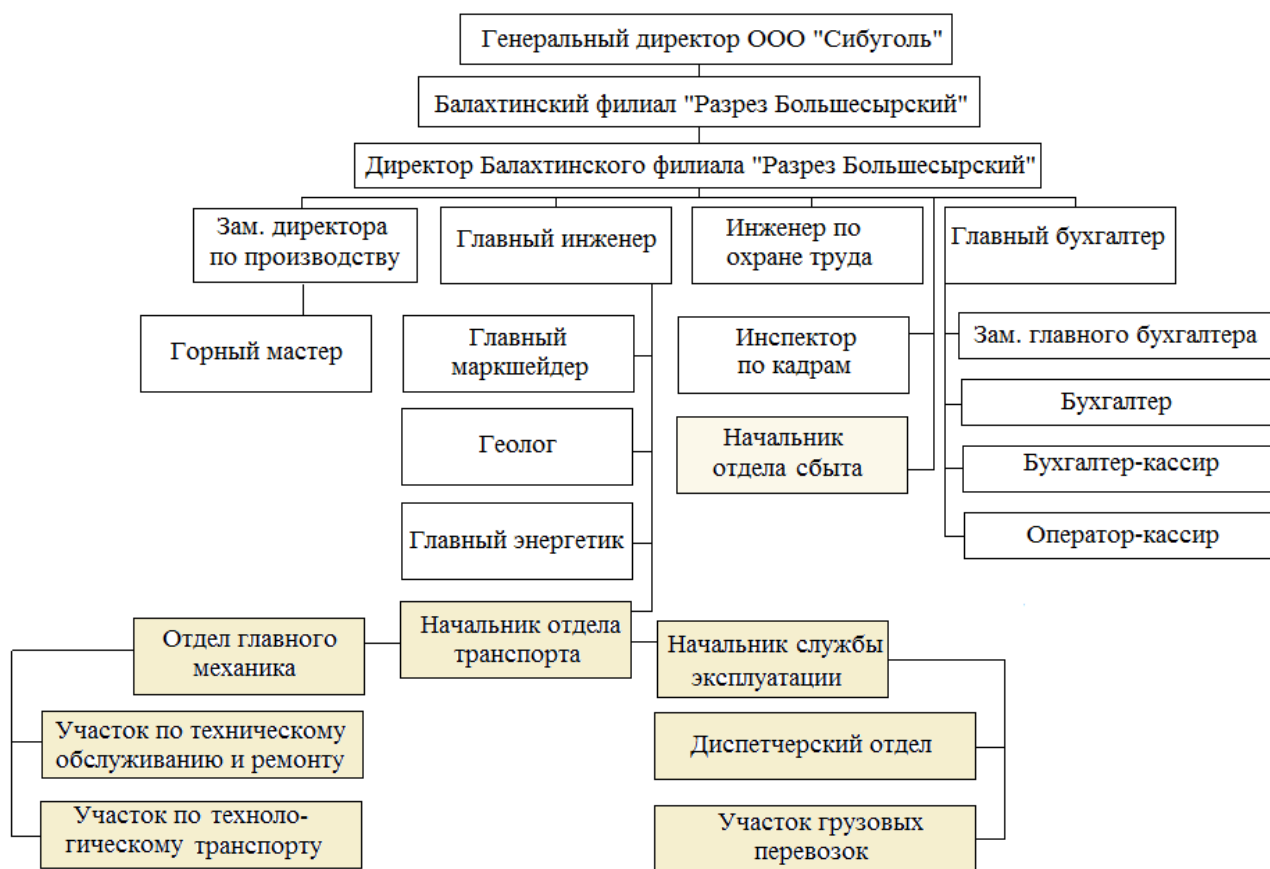 Генеральный директор ООО "Сибуголь"
Балахтинский филиал "Разрез Большесырский"
Директор Балахтинского филиала "Разрез Большесырский"
Зам. директора
по производству
Главный инженер
Инженер по
охране труда
Главный бухгалтер
Горный мастер
Главный
маркшейдер
Инспектор
по кадрам
Зам. главного бухгалтера
Бухгалтер
Геолог
Начальник
отдела сбыта
Бухгалтер-кассир
Главный энергетик
Оператор-кассир
Отдел главного
механика
Начальник отдела
транспорта
Начальник службы
эксплуатации
Участок по техническому
обслуживанию и ремонту
Диспетчерский отдел
Участок по техноло-
гическому транспорту
Участок грузовых
перевозок